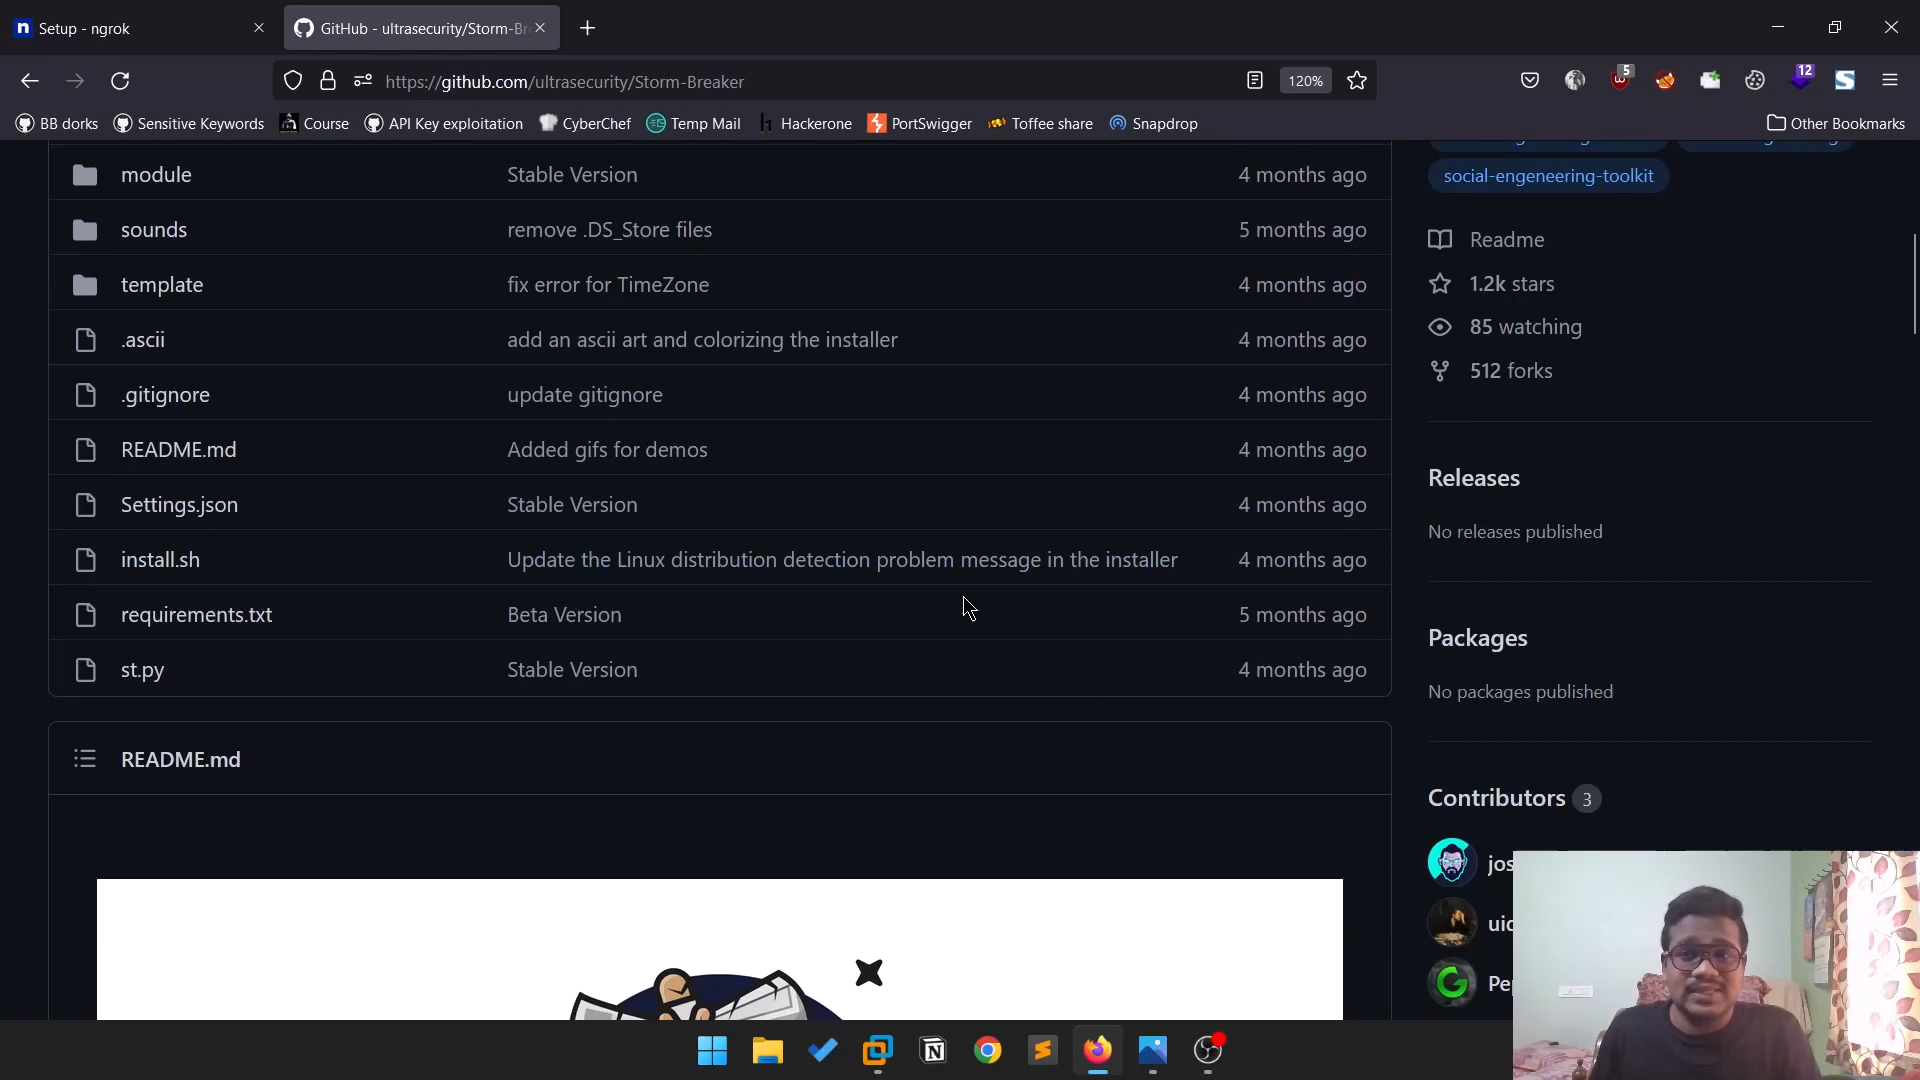 Setup - ngrok
GitHub - ultrasecurity/Storm-Br
https://github.com/ultrasecurity/Storm-Breaker
120%
5
12
BB dorks
Sensitive Keywords
Course
API Key exploitation
CyberChef
Temp Mail
Hackerone
PortSwigger
Toffee share
Snapdrop
Other Bookmarks
module Stable Version 4 months ago
sounds remove .DS_Store files 5 months ago
template fix error for TimeZone 4 months ago
.ascii add an ascii art and colorizing the installer 4 months ago
.gitignore update gitignore 4 months ago
README.md Added gifs for demos 4 months ago
Settings.json Stable Version 4 months ago
install.sh Update the Linux distribution detection problem message in the installer 4 months ago
requirements.txt Beta Version 5 months ago
st.py Stable Version 4 months ago
README.md
social-engeneering-toolkit
Readme
1.2k stars
85 watching
512 forks
Releases
No releases published
Packages
No packages published
Contributors 3
jos
uid
Pe